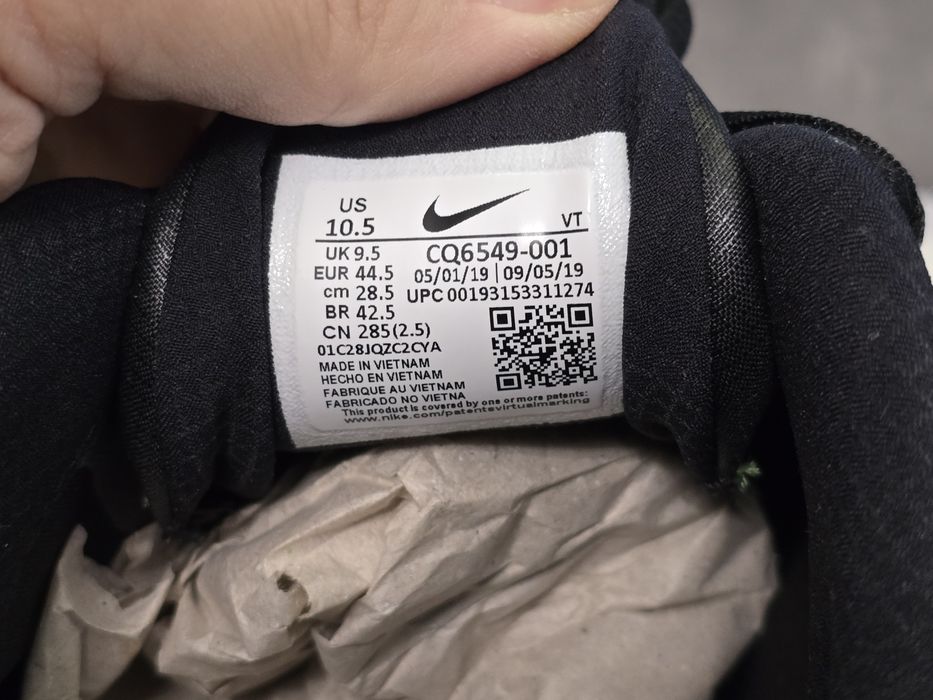 US
10.5
VT
UK 9.5
EUR 44.5
cm 28.5
BR 42.5
CN 285(2.5)
CQ6549-001
05/01/19 | 09/05/19
UPC 00193153311274
01C28JQZC2CYA
MADE IN VIETNAM
HECHO EN VIETNAM
FABRIQUE AU VIETNAM
FABRICADO NO VIETNA
This product is covered by one or more patents:
www.nike.com/patentsvirtualmarking